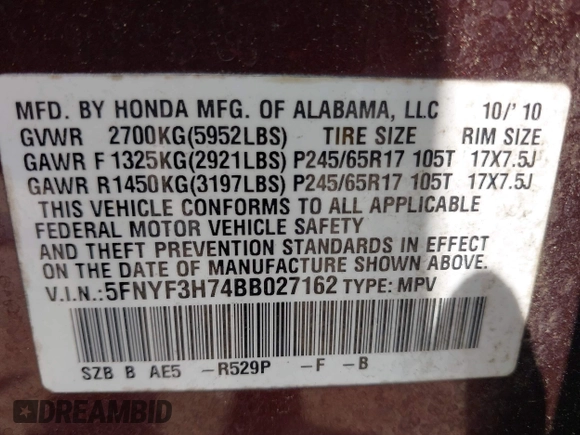 MFD. BY HONDA MFG. OF ALABAMA, LLC 10/'10
GVWR 2700KG(5952LBS) TIRE SIZE RIM SIZE
GAWR F 1325KG(2921LBS) P245/65R17 105T 17X7.5J
GAWR R1450KG(3197LBS) P245/65R17 105T 17X7.5J
THIS VEHICLE CONFORMS TO ALL APPLICABLE
FEDERAL MOTOR VEHICLE SAFETY
AND THEFT PREVENTION STANDARDS IN EFFECT
ON THE DATE OF MANUFACTURE SHOWN ABOVE.
V.I.N.:5FNYF3H74BB027162 TYPE: MPV
SZB B AE5 -R529P -F -B
DREAMBID